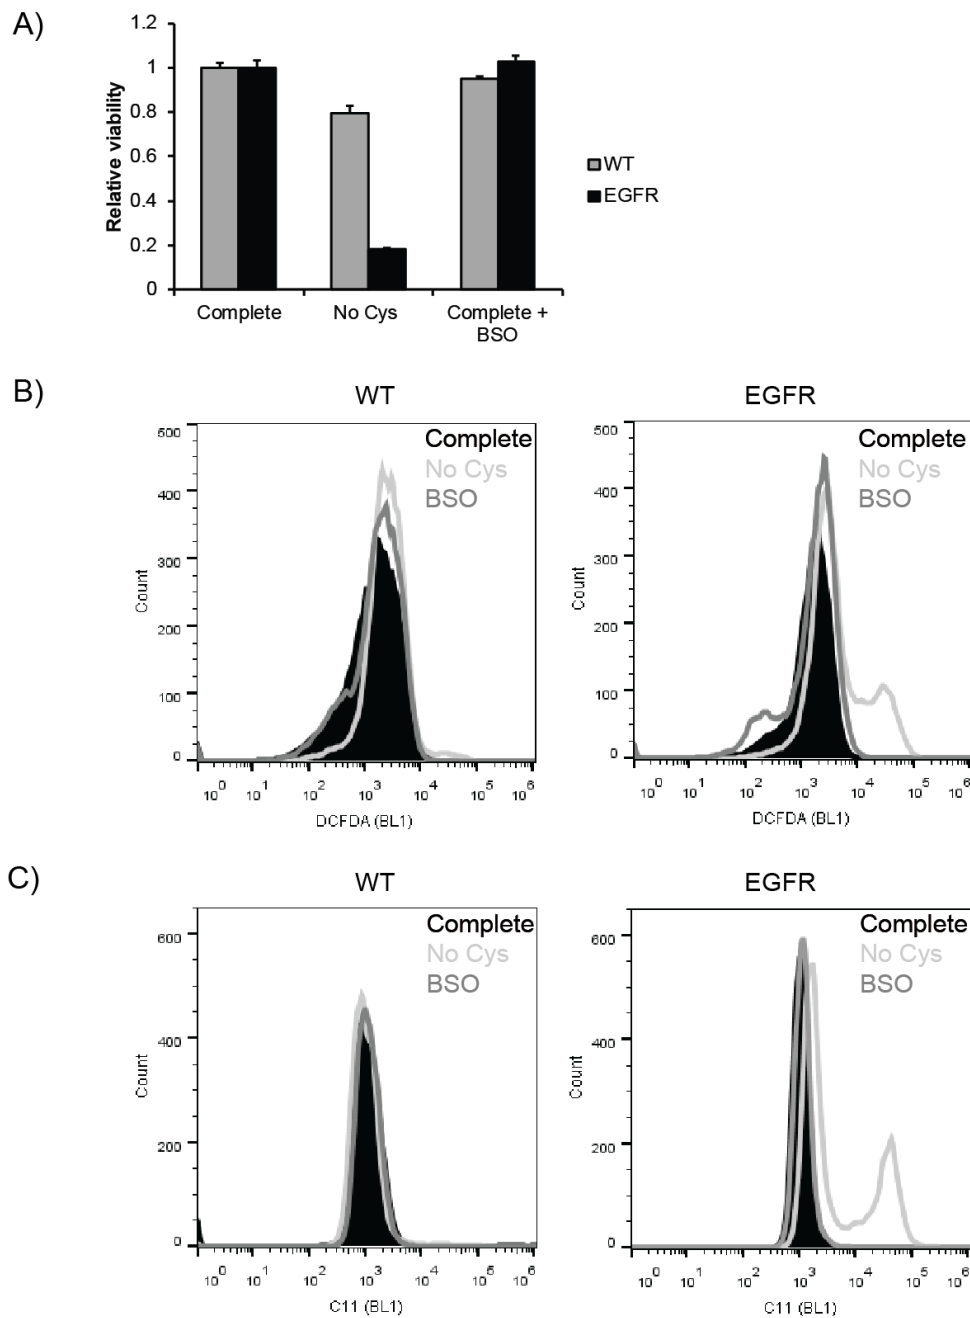 A)
1.2
1
0.8
0.6
0.4
0.2
0
Relative viability
Complete
No Cys
Complete +
BSO
WT
EGFR
B)
WT
500
400
300
200
100
0
Count
Complete
No Cys
BSO
10^0 10^1 10^2 10^3 10^4 10^5 10^6
DCFDA (BL1)
EGFR
500
400
300
200
100
0
Count
Complete
No Cys
BSO
10^0 10^1 10^2 10^3 10^4 10^5 10^6
DCFDA (BL1)
C)
WT
600
400
200
0
Count
Complete
No Cys
BSO
10^0 10^1 10^2 10^3 10^4 10^5 10^6
C11 (BL1)
EGFR
600
400
200
0
Count
Complete
No Cys
BSO
10^0 10^1 10^2 10^3 10^4 10^5 10^6
C11 (BL1)